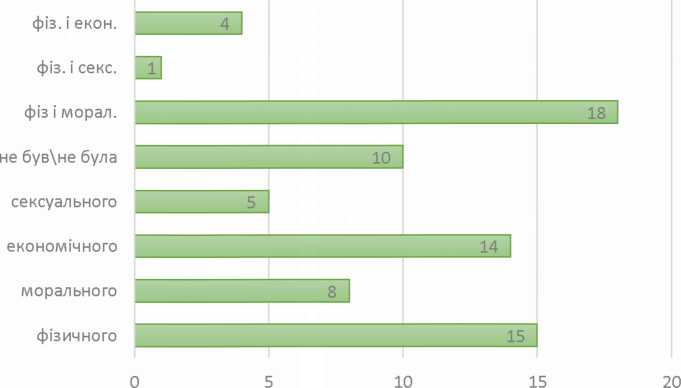 фіз. і екон.
4
фіз. і секс.
1
фіз і морал.
18
не був\не була
10
сексуального
5
економічного
14
морального
8
фізичного
15
0 5 10 15 20